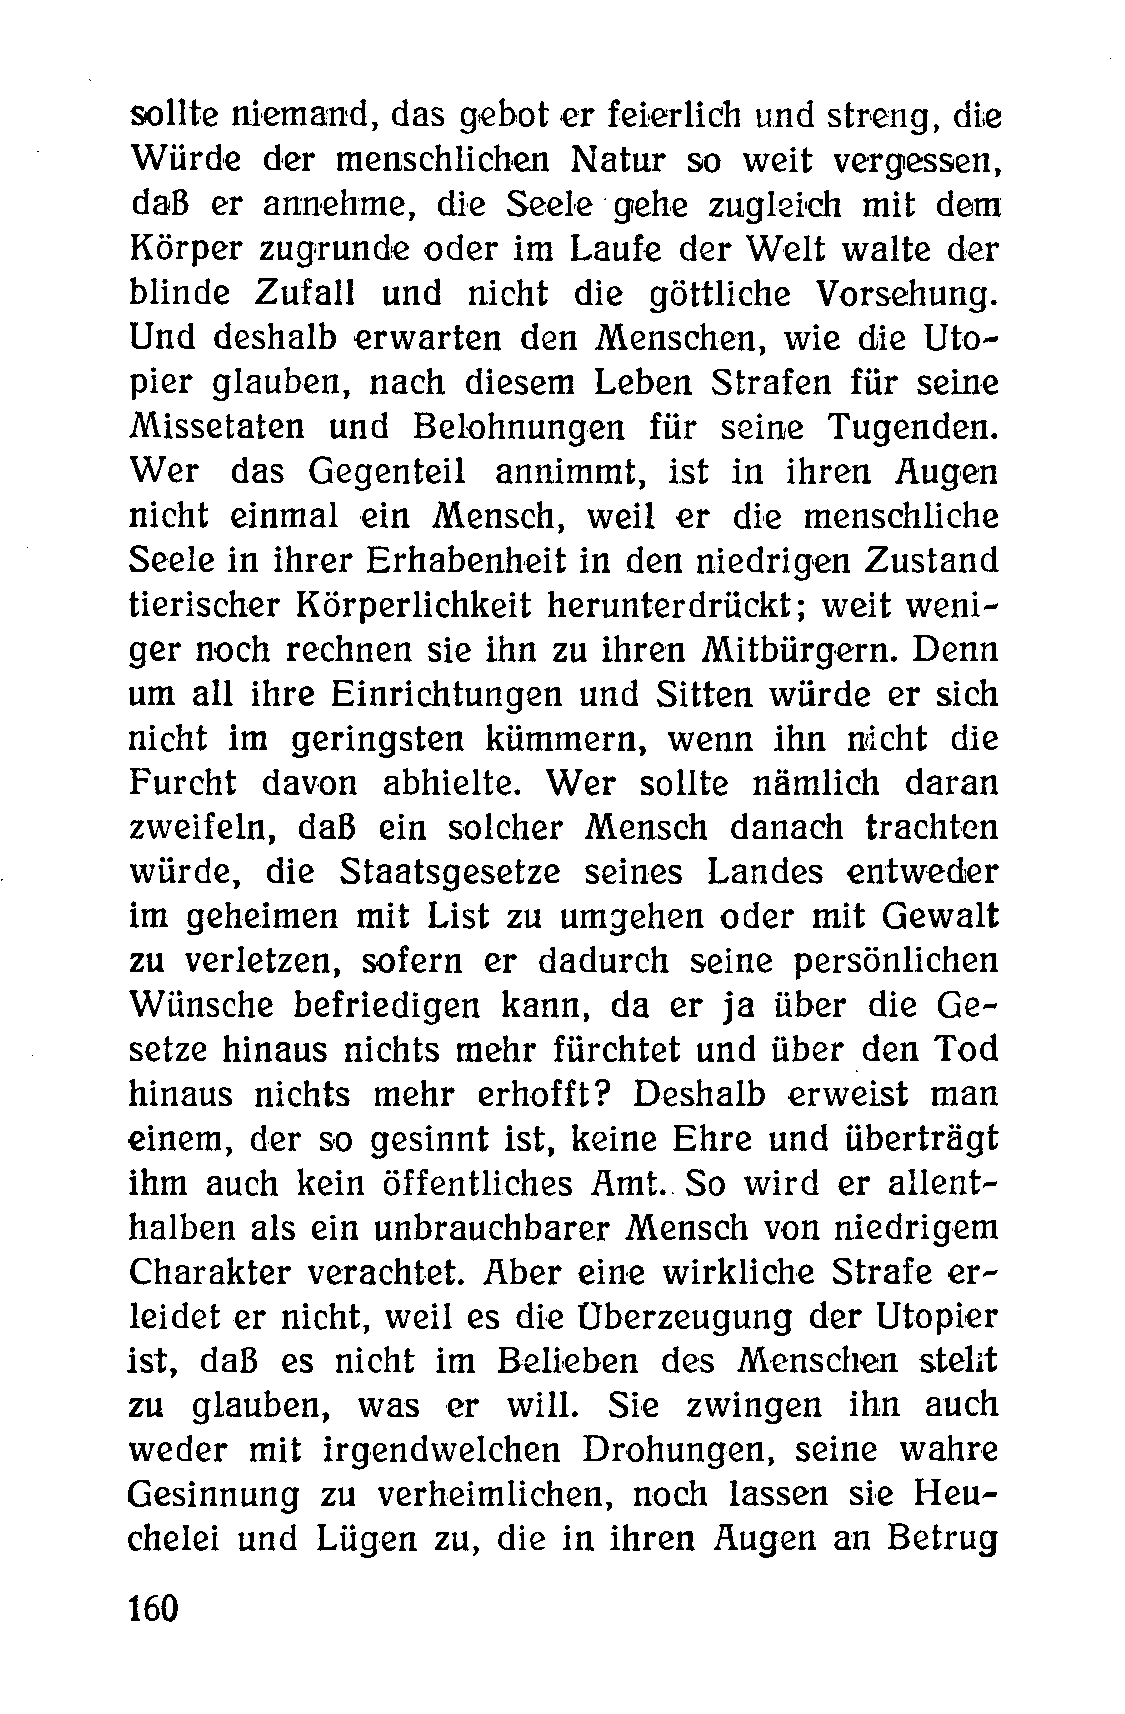 sollte niemand, das gebot er feierlich und streng, die
Würde der menschlichen Natur so weit vergessen,
daß er annehme, die Seele gehe zugleich mit dem
Körper zugrunde oder im Laufe der Welt walte der
blinde Zufall und nicht die göttliche Vorsehung.
Und deshalb erwarten den Menschen, wie die Uto-
pier glauben, nach diesem Leben Strafen für seine
Missetaten und Belohnungen für seine Tugenden.
Wer das Gegenteil annimmt, ist in ihren Augen
nicht einmal ein Mensch, weil er die menschliche
Seele in ihrer Erhabenheit in den niedrigen Zustand
tierischer Körperlichkeit herunterdrückt; weit weni-
ger noch rechnen sie ihn zu ihren Mitbürgern. Denn
um all ihre Einrichtungen und Sitten würde er sich
nicht im geringsten kümmern, wenn ihn nicht die
Furcht davon abhielte. Wer sollte nämlich daran
zweifeln, daß ein solcher Mensch danach trachten
würde, die Staatsgesetze seines Landes entweder
im geheimen mit List zu umgehen oder mit Gewalt
zu verletzen, sofern er dadurch seine persönlichen
Wünsche befriedigen kann, da er ja über die Ge-
setze hinaus nichts mehr fürchtet und über den Tod
hinaus nichts mehr erhofft? Deshalb erweist man
einem, der so gesinnt ist, keine Ehre und überträgt
ihm auch kein öffentliches Amt. So wird er allent-
halben als ein unbrauchbarer Mensch von niedrigem
Charakter verachtet. Aber eine wirkliche Strafe er-
leidet er nicht, weil es die Überzeugung der Utopier
ist, daß es nicht im Belieben des Menschen steht
zu glauben, was er will. Sie zwingen ihn auch
weder mit irgendwelchen Drohungen, seine wahre
Gesinnung zu verheimlichen, noch lassen sie Heu-
chelei und Lügen zu, die in ihren Augen an Betrug
160